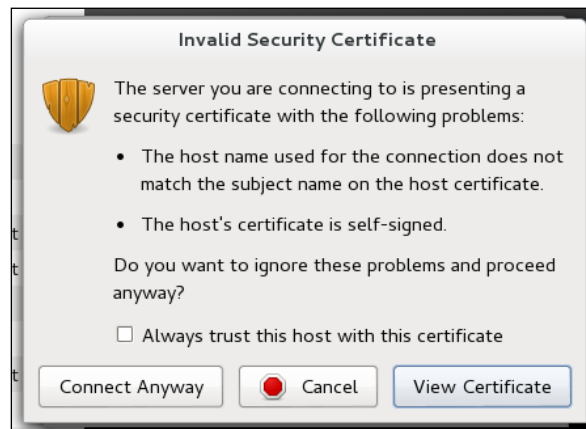 Invalid Security Certificate
The server you are connecting to is presenting a
security certificate with the following problems:
• The host name used for the connection does not
match the subject name on the host certificate.
• The host's certificate is self-signed.
Do you want to ignore these problems and proceed
anyway?
Always trust this host with this certificate
Connect Anyway
Cancel
View Certificate
t
t
t